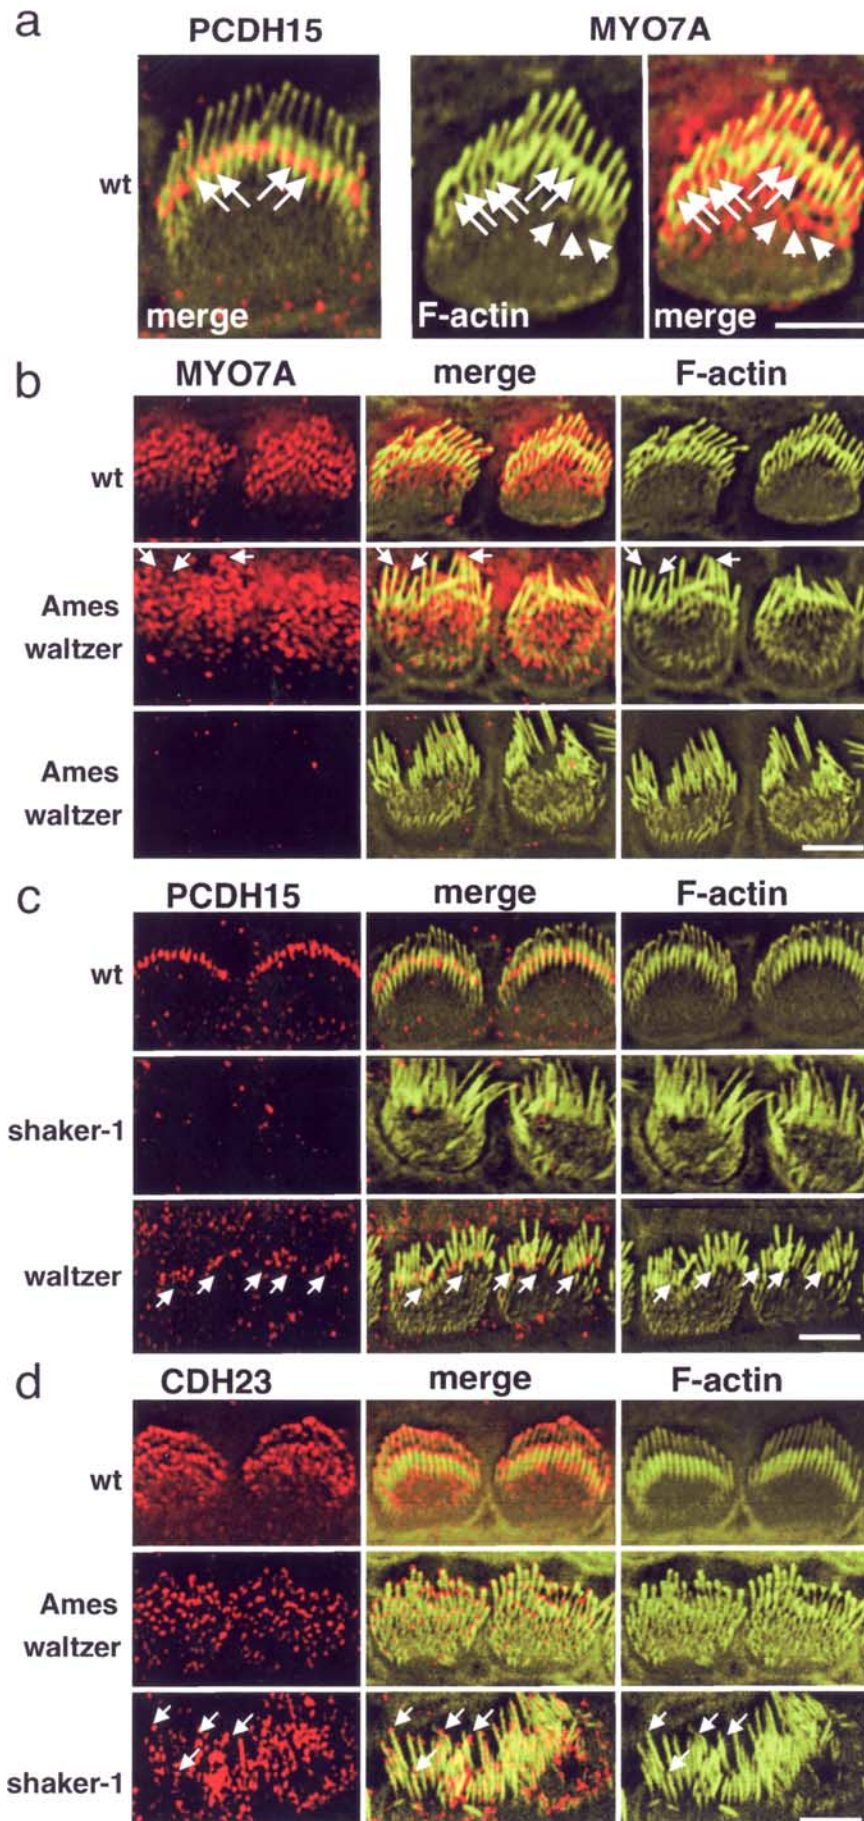 a
PCDH15 MYO7A
wt
merge F-actin merge
b
MYO7A merge F-actin
wt
Ames
waltzer
Ames
waltzer
c
PCDH15 merge F-actin
wt
shaker-1
waltzer
d
CDH23 merge F-actin
wt
Ames
waltzer
shaker-1